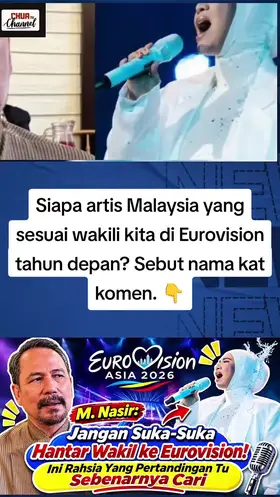 CHUA
Channel
Siapa artis Malaysia yang
sesuai wakili kita di Eurovision
tahun depan? Sebut nama kat
komen. 👇
EUROVISION
ASIA 2026
M. Nasir:
Jangan Suka-Suka
Hantar Wakil ke Eurovision!
Ini Rahsia Yang Pertandingan Tu
Sebenarnya Cari